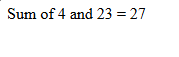 Sum of 4 and 23 = 27